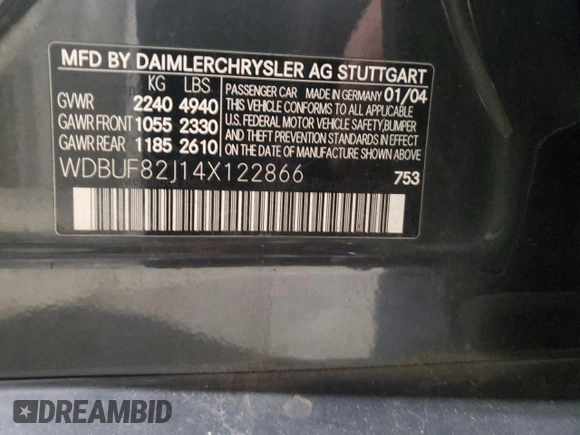 MFD BY DAIMLERCHRYSLER AG STUTTGART
KG LBS
GVWR 2240 4940
GAWR FRONT 1055 2330
GAWR REAR 1185 2610
PASSENGER CAR MADE IN GERMANY 01/04
THIS VEHICLE CONFORMS TO ALL APPLICABLE
U.S. FEDERAL MOTOR VEHICLE SAFETY,BUMPER
AND THEFT PREVENTION STANDARDS IN EFFECT
ON THE DATE OF MANUFACTURE SHOWN ABOVE.
WDBUF82J14X122866
753
DREAMBID